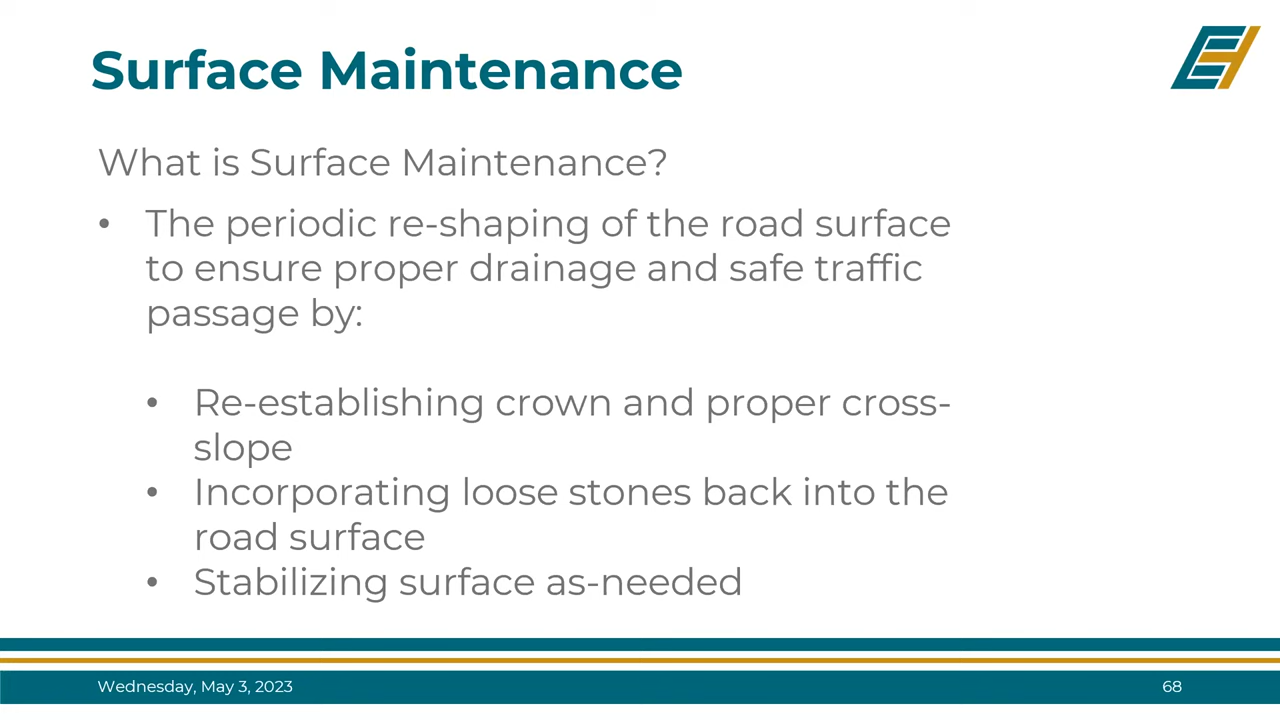 Surface Maintenance
What is Surface Maintenance?
• The periodic re-shaping of the road surface
to ensure proper drainage and safe traffic
passage by:
• Re-establishing crown and proper cross-
slope
• Incorporating loose stones back into the
road surface
• Stabilizing surface as-needed
Wednesday, May 3, 2023
68